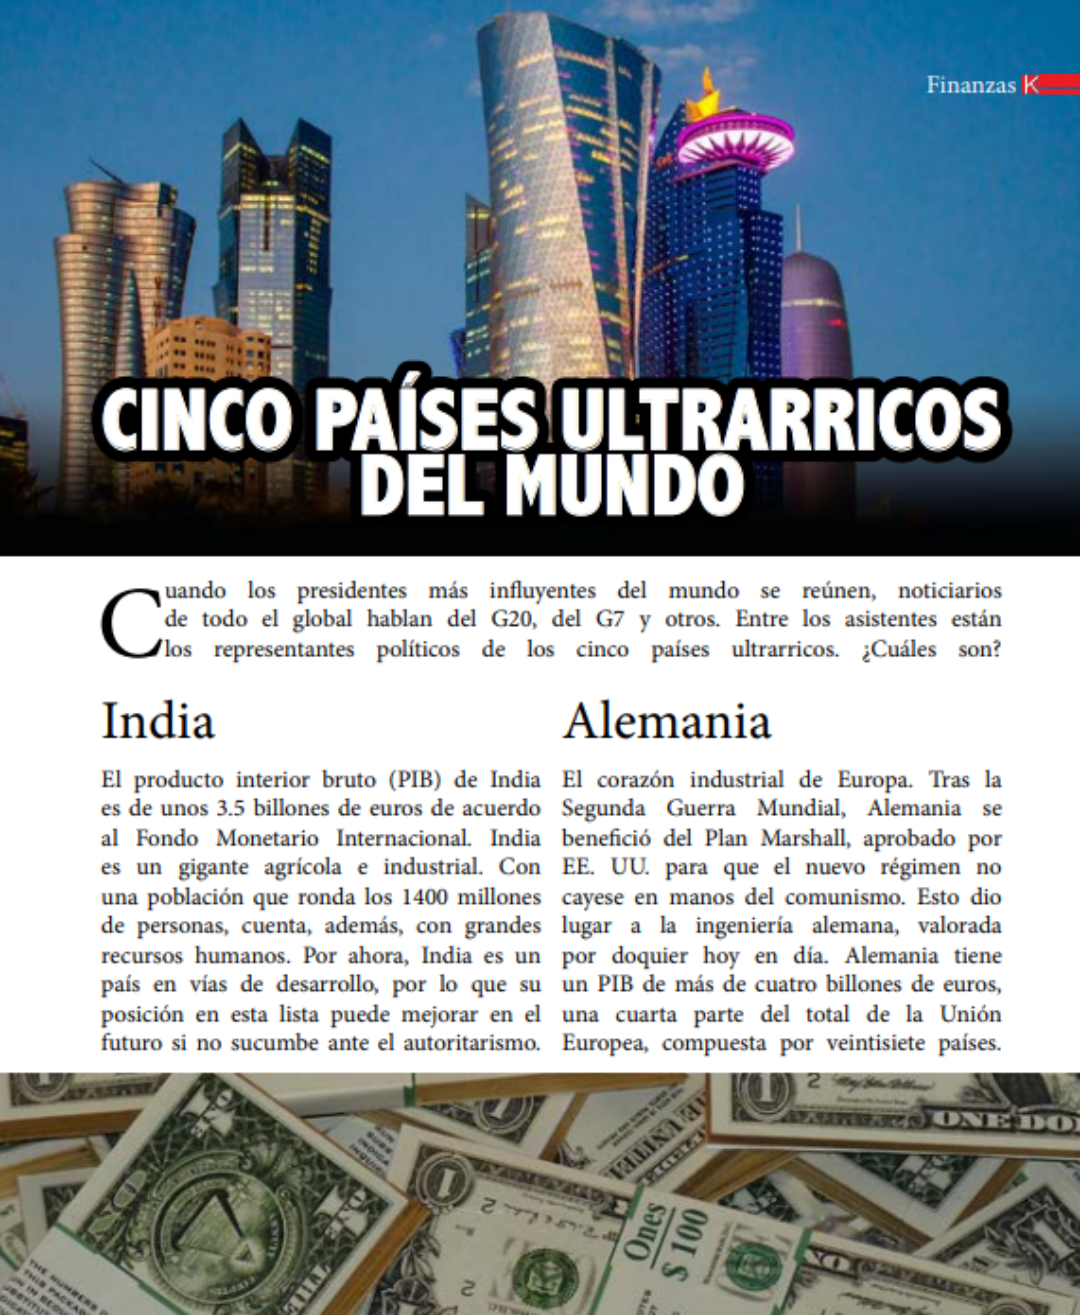 Finanzas K
CINCO PAÍSES ULTRARRICOS
DEL MUNDO
Cuando los presidentes más influyentes del mundo se reúnen, noticiarios
de todo el global hablan del G20, del G7 y otros. Entre los asistentes están
los representantes políticos de los cinco países ultrarricos. ¿Cuáles son?
India
El producto interior bruto (PIB) de India
es de unos 3.5 billones de euros de acuerdo
al Fondo Monetario Internacional. India
es un gigante agrícola e industrial. Con
una población que ronda los 1400 millones
de personas, cuenta, además, con grandes
recursos humanos. Por ahora, India es un
país en vías de desarrollo, por lo que su
posición en esta lista puede mejorar en el
futuro si no sucumbe ante el autoritarismo.
Alemania
El corazón industrial de Europa. Tras la
Segunda Guerra Mundial, Alemania se
benefició del Plan Marshall, aprobado por
EE. UU. para que el nuevo régimen no
cayese en manos del comunismo. Esto dio
lugar a la ingeniería alemana, valorada
por doquier hoy en día. Alemania tiene
un PIB de más de cuatro billones de euros,
una cuarta parte del total de la Unión
Europea, compuesta por veintisiete países.
1
2
ONE DO
1
2
2
Ones
$ 100
THE NUMBERS